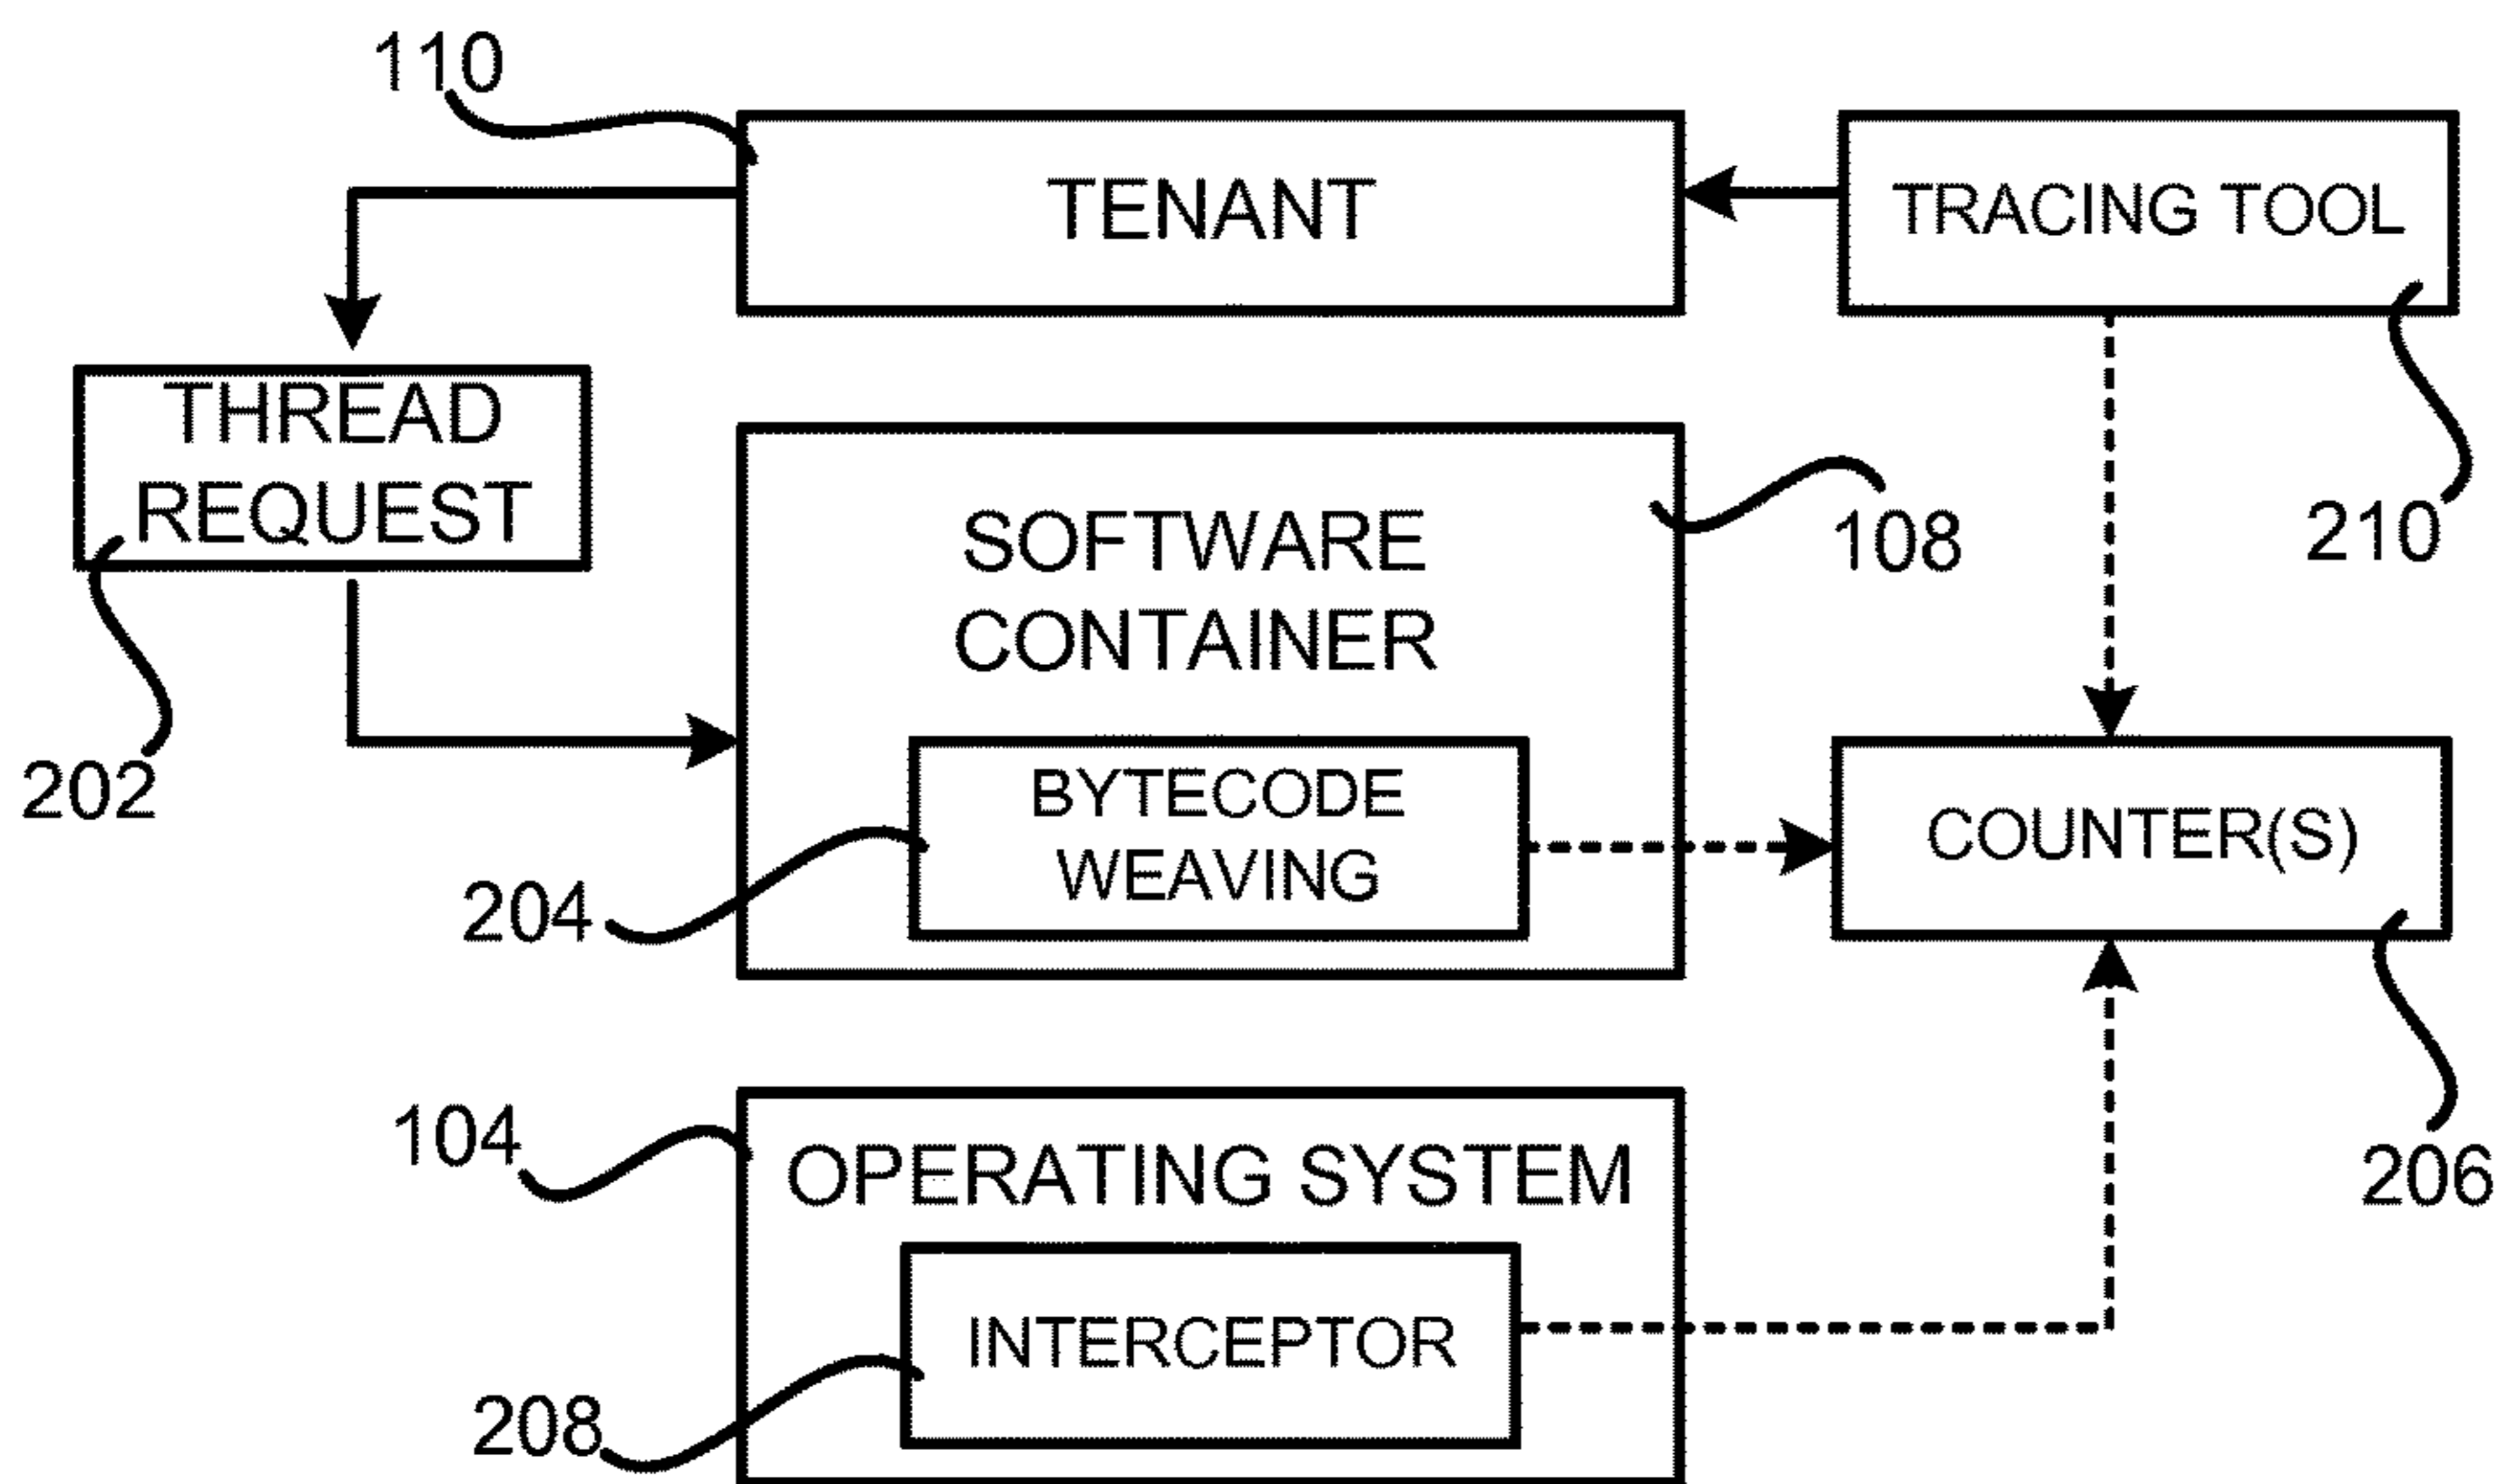 110
TENANT
TRACING TOOL
THREAD
REQUEST
SOFTWARE
CONTAINER
108
210
202
BYTECODE
WEAVING
204
COUNTER(S)
104
OPERATING SYSTEM
206
INTERCEPTOR
208